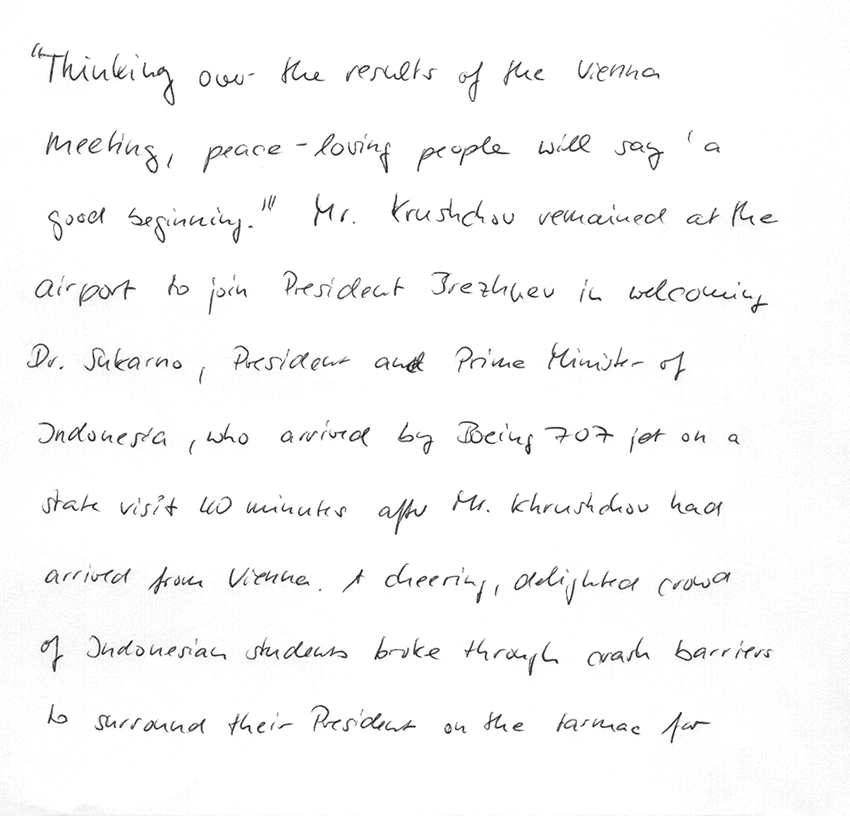 "Thinking over the results of the Vienna
meeting, peace-loving people will say 'a
good beginning.'" Mr. Krushchov remained at the
airport to join President Brezhnev in welcoming
Dr. Sukarno, President and Prime Minister of
Indonesia, who arrived by Boeing 707 jet on a
state visit 40 minutes after Mr. Khrushchov had
arrived from Vienna. A cheering, delighted crowd
of Indonesian students broke through crash barriers
to surround their President on the tarmac for